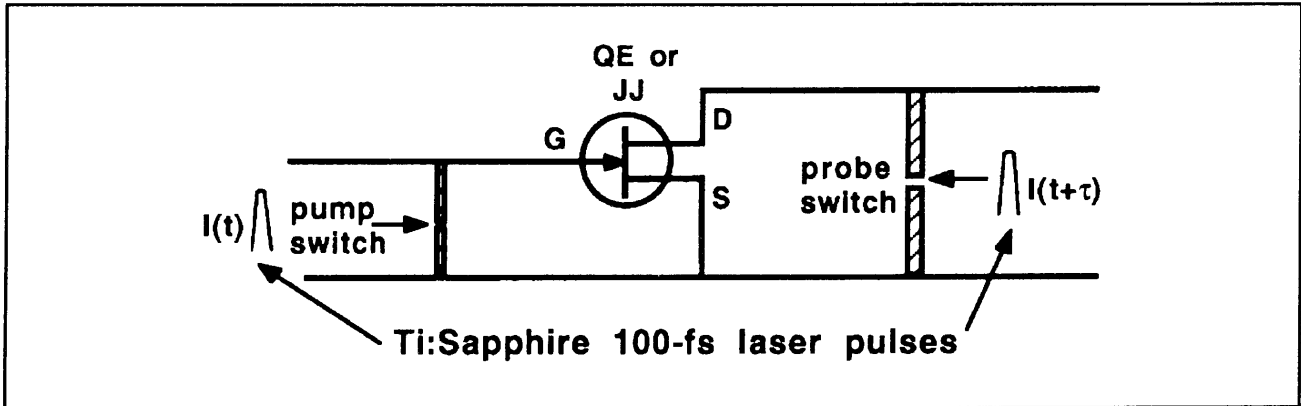 QE or
JJ
G
D
S
I(t)
pump
switch
probe
switch
I(t+τ)
Ti:Sapphire 100-fs laser pulses